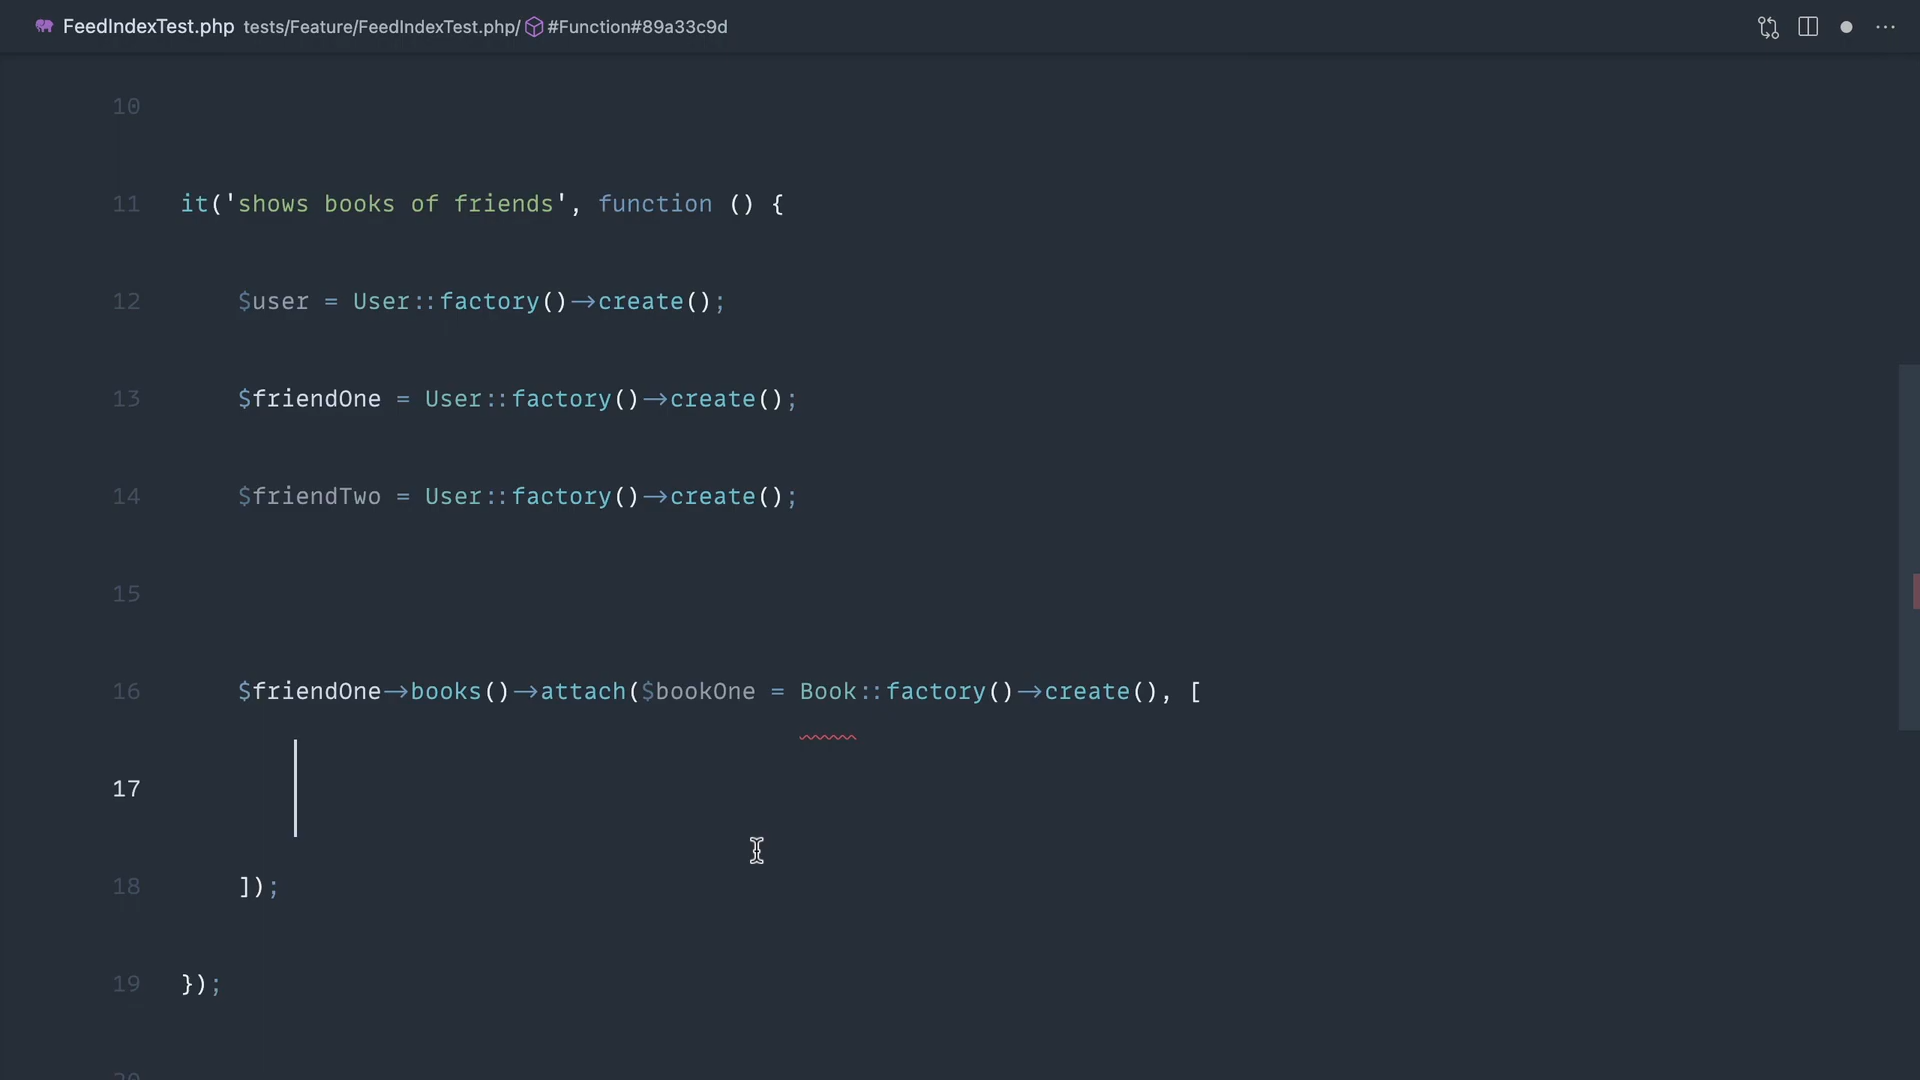 FeedIndexTest.php tests/Feature/FeedIndexTest.php/ #Function#89a33c9d
10
11 it('shows books of friends', function () {
12 $user = User::factory()->create();
13 $friendOne = User::factory()->create();
14 $friendTwo = User::factory()->create();
15
16 $friendOne->books()->attach($bookOne = Book::factory()->create(), [
17
18 ]);
19 });
20